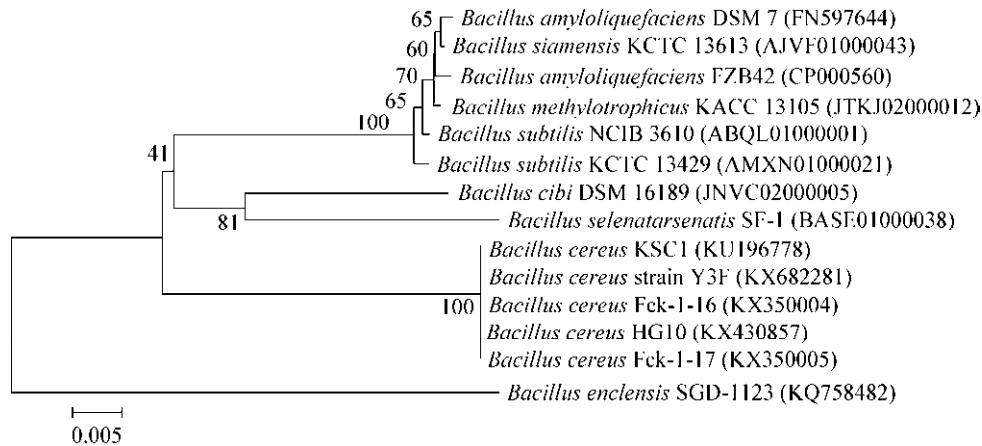 65
Bacillus amyloliquefaciens DSM 7 (FN597644)
60
Bacillus siamensis KCTC 13613 (AJVF01000043)
70
Bacillus amyloliquefaciens FZB42 (CP000560)
65
Bacillus methylotrophicus KACC 13105 (JTKJ02000012)
100
Bacillus subtilis NCIB 3610 (ABQL01000001)
41
Bacillus subtilis KCTC 13429 (AMXN01000021)
Bacillus cibi DSM 16189 (JNVC02000005)
81
Bacillus selenatarsenatis SF-1 (BASE01000038)
Bacillus cereus KSC1 (KU196778)
Bacillus cereus strain Y3F (KX682281)
100
Bacillus cereus Fck-1-16 (KX350004)
Bacillus cereus HG10 (KX430857)
Bacillus cereus Fck-1-17 (KX350005)
Bacillus enclensis SGD-1123 (KQ758482)
0.005